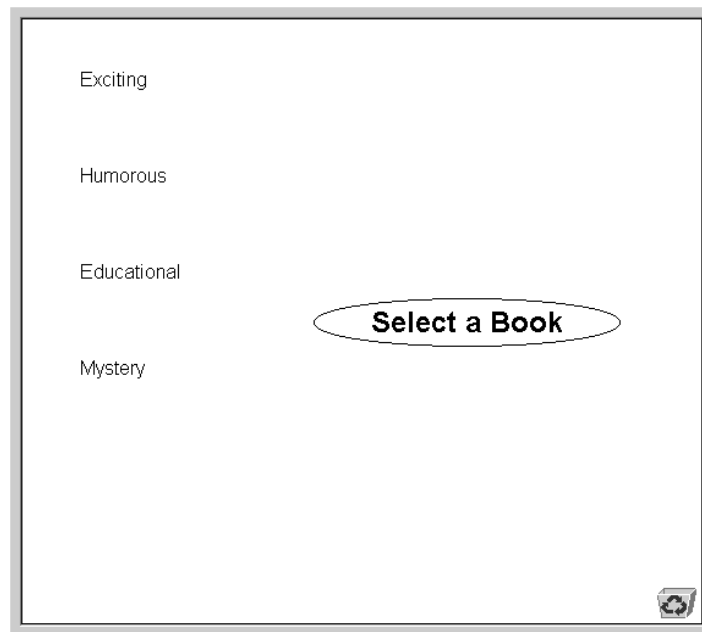 Exciting
Humorous
Educational
Select a Book
Mystery